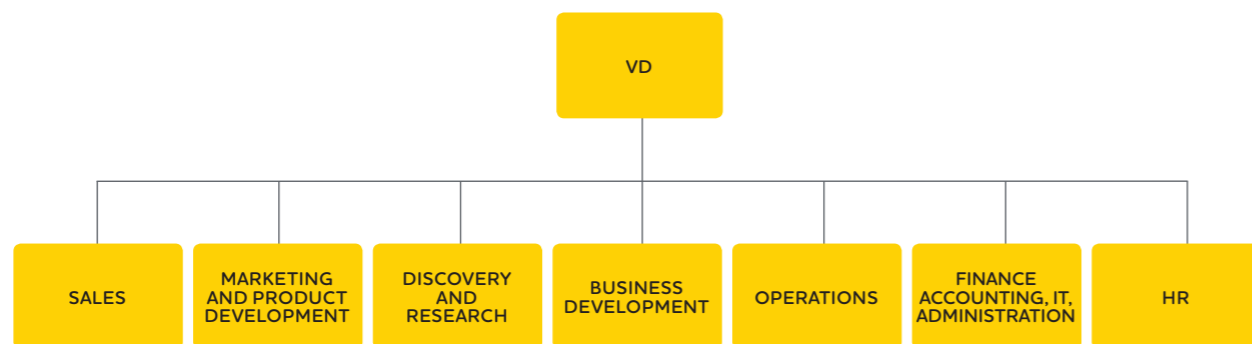 VD
SALES
MARKETING
AND PRODUCT
DEVELOPMENT
DISCOVERY
AND
RESEARCH
BUSINESS
DEVELOPMENT
OPERATIONS
FINANCE
ACCOUNTING, IT,
ADMINISTRATION
HR